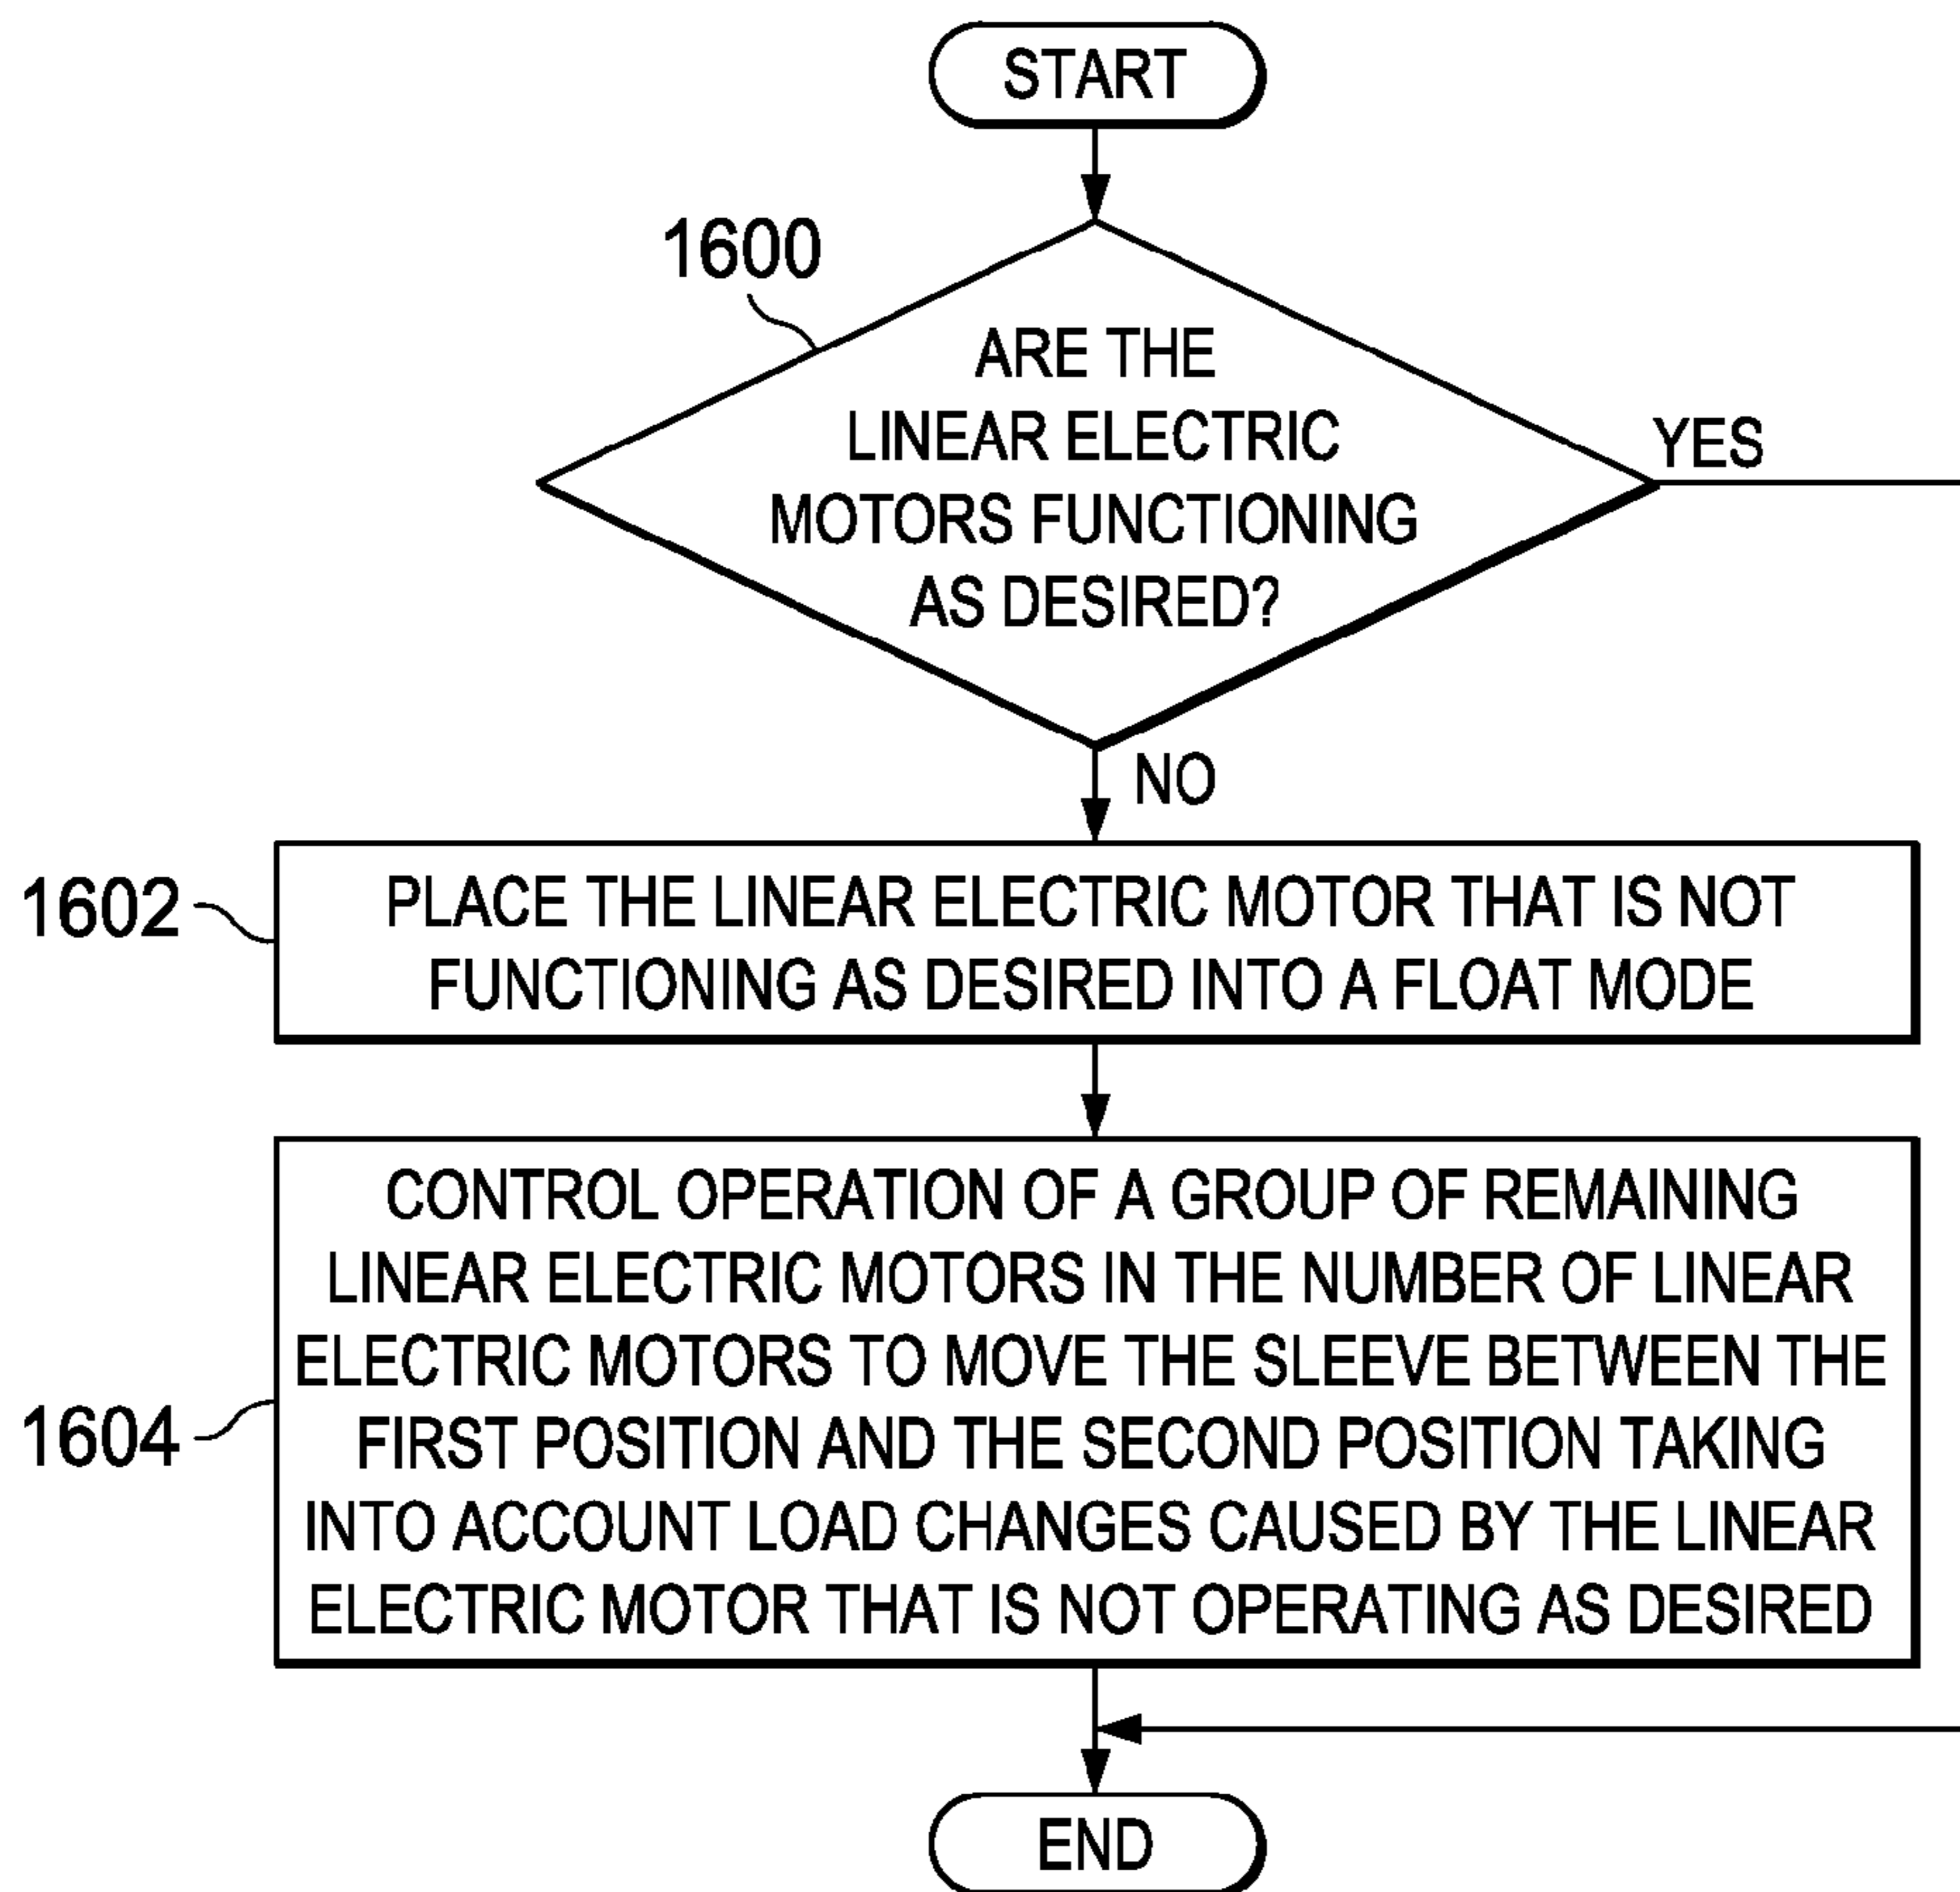 START
1600
ARE THE
LINEAR ELECTRIC
MOTORS FUNCTIONING
AS DESIRED?
YES
NO
1602
PLACE THE LINEAR ELECTRIC MOTOR THAT IS NOT
FUNCTIONING AS DESIRED INTO A FLOAT MODE
1604
CONTROL OPERATION OF A GROUP OF REMAINING
LINEAR ELECTRIC MOTORS IN THE NUMBER OF LINEAR
ELECTRIC MOTORS TO MOVE THE SLEEVE BETWEEN THE
FIRST POSITION AND THE SECOND POSITION TAKING
INTO ACCOUNT LOAD CHANGES CAUSED BY THE LINEAR
ELECTRIC MOTOR THAT IS NOT OPERATING AS DESIRED
END